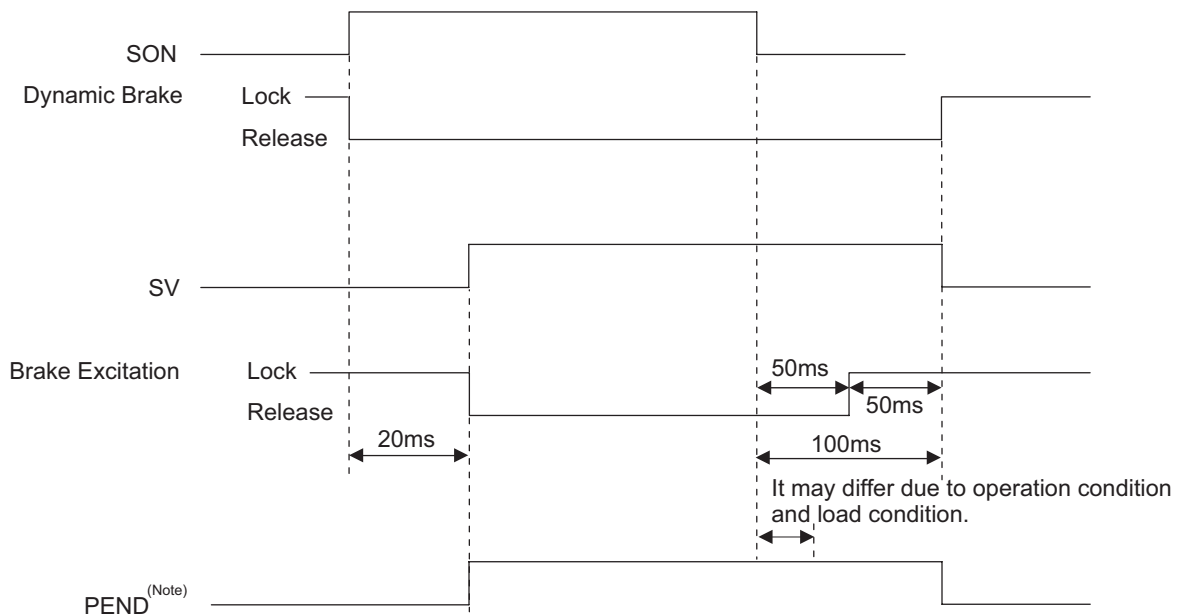 SON
Dynamic Brake
Lock
Release
SV
Brake Excitation
Lock
Release
50ms
50ms
20ms
100ms
It may differ due to operation condition
and load condition.
PEND(Note)